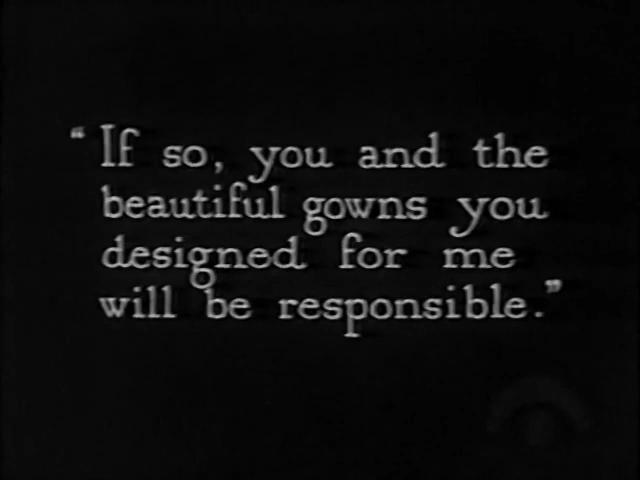 “If so, you and the
beautiful gowns you
designed for me
will be responsible.”